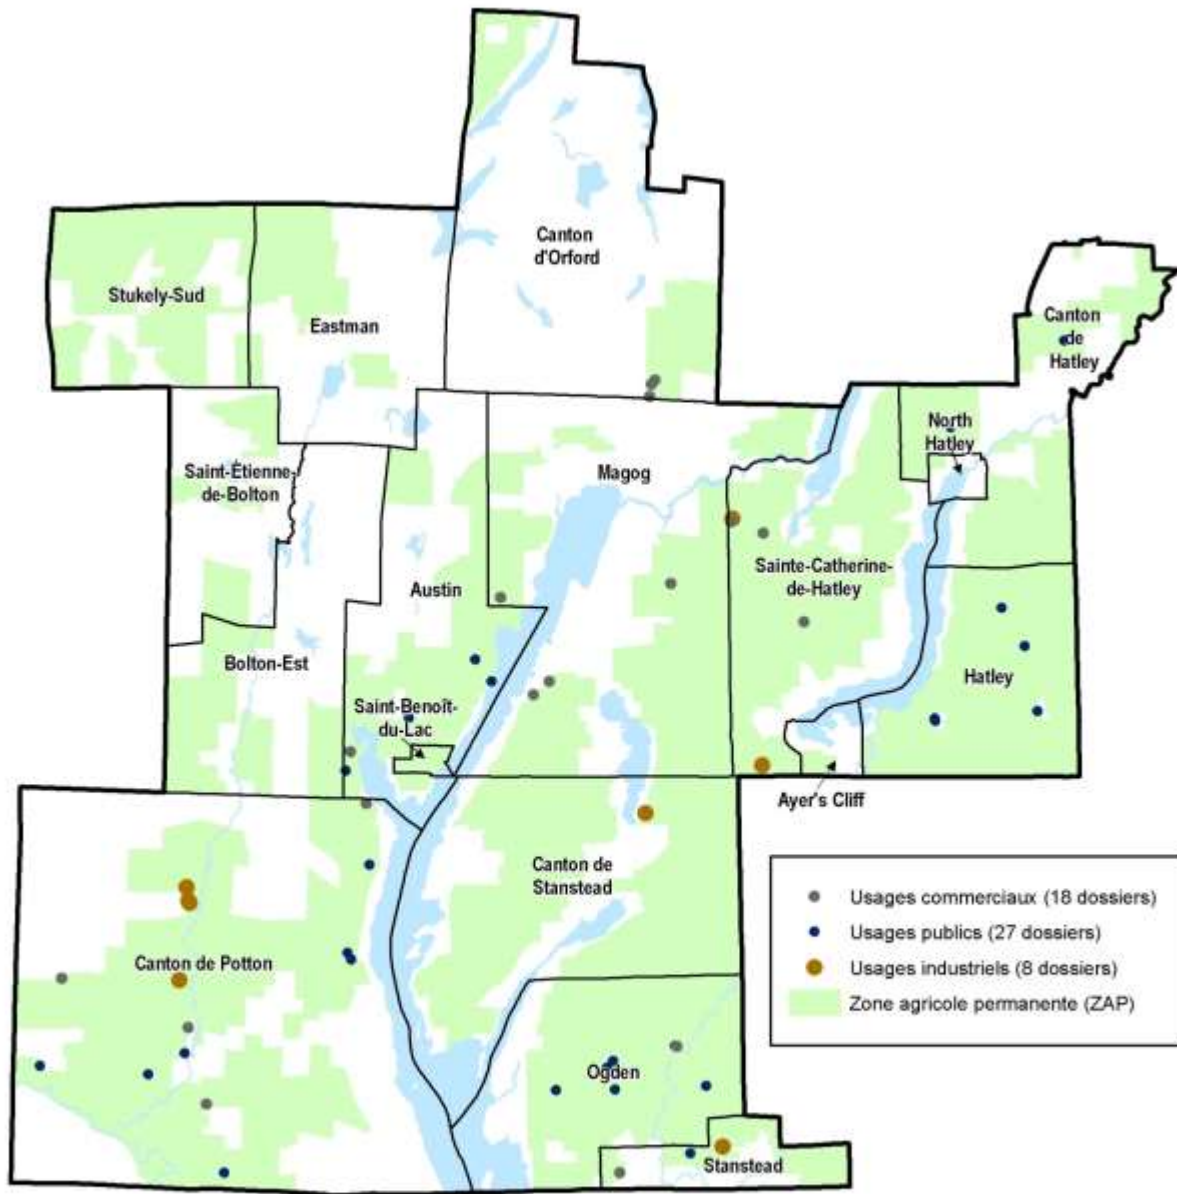 Canton
d'Orford
Stukely-Sud
Eastman
Canton
de
Hatley
North
Hatley
Saint-Étienne-
de-Bolton
Magog
Sainte-Catherine-
de-Hatley
Austin
Bolton-Est
Hatley
Saint-Benoît-
du-Lac
Ayer's Cliff
Canton de
Stanstead
Canton de Potton
Ogden
Stanstead
Usages commerciaux (18 dossiers)
Usages publics (27 dossiers)
Usages industriels (8 dossiers)
Zone agricole permanente (ZAP)